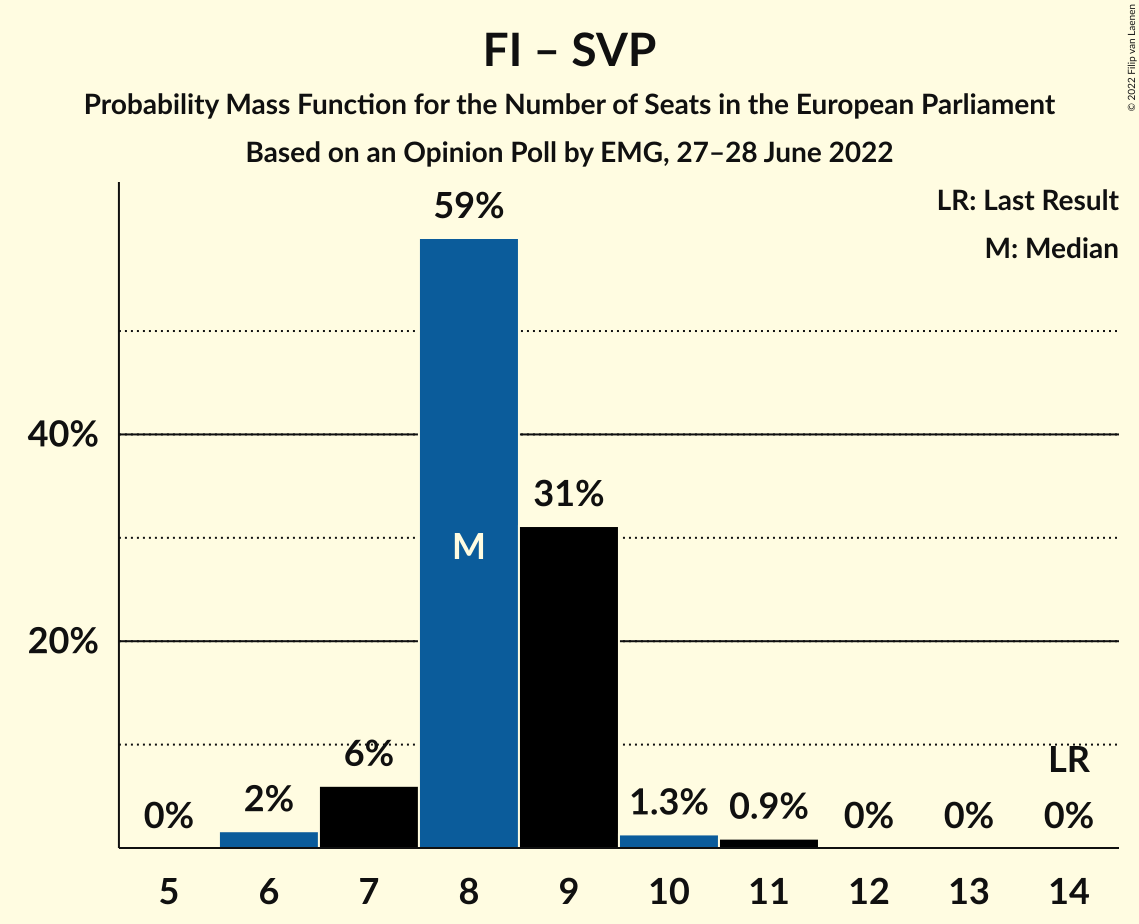 FI – SVP
Probability Mass Function for the Number of Seats in the European Parliament
Based on an Opinion Poll by EMG, 27–28 June 2022
© 2022 Filip van Laenen
LR: Last Result
M: Median
59%
40%
31%
M
20%
6%
LR
0%
2%
1.3%
0.9%
0%
0%
0%
5 6 7 8 9 10 11 12 13 14